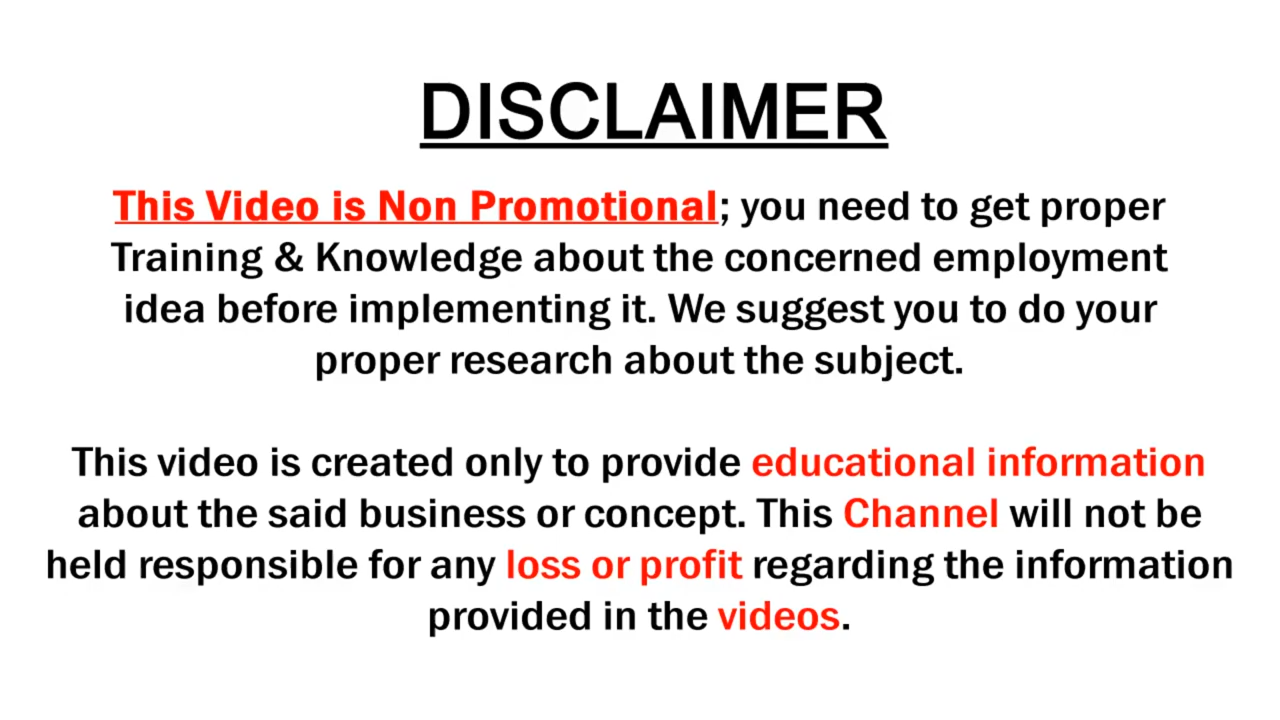 DISCLAIMER
This Video is Non Promotional; you need to get proper
Training & Knowledge about the concerned employment
idea before implementing it. We suggest you to do your
proper research about the subject.
This video is created only to provide educational information
about the said business or concept. This Channel will not be
held responsible for any loss or profit regarding the information
provided in the videos.